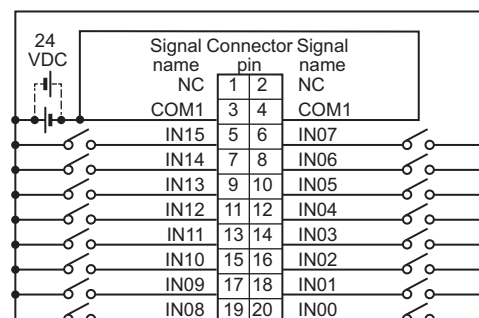 24
VDC
Signal Connector Signal
name pin name
NC 1 2 NC
COM1 3 4 COM1
IN15 5 6 IN07
IN14 7 8 IN06
IN13 9 10 IN05
IN12 11 12 IN04
IN11 13 14 IN03
IN10 15 16 IN02
IN09 17 18 IN01
IN08 19 20 IN00